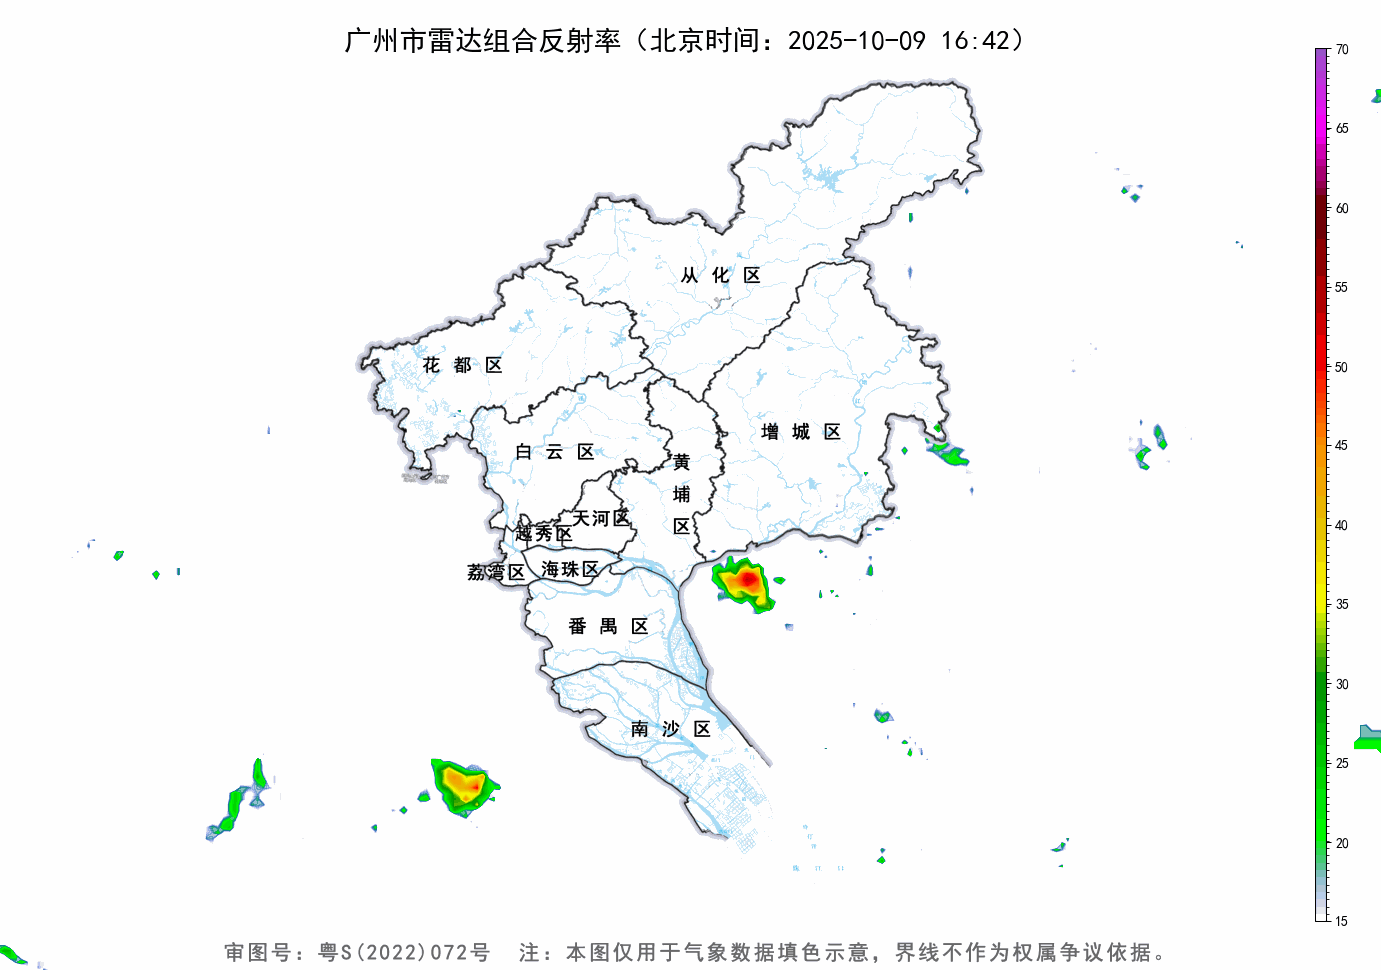 广州市雷达组合反射率（北京时间：2025-10-09 16:42）
70
65
60
55
50
45
40
35
30
25
20
15
从化区
花都区
增城区
白云区
黄埔区
天河区
越秀区
荔湾区
海珠区
番禺区
南沙区
审图号：粤S(2022)072号 注：本图仅用于气象数据填色示意，界线不作为权属争议依据。